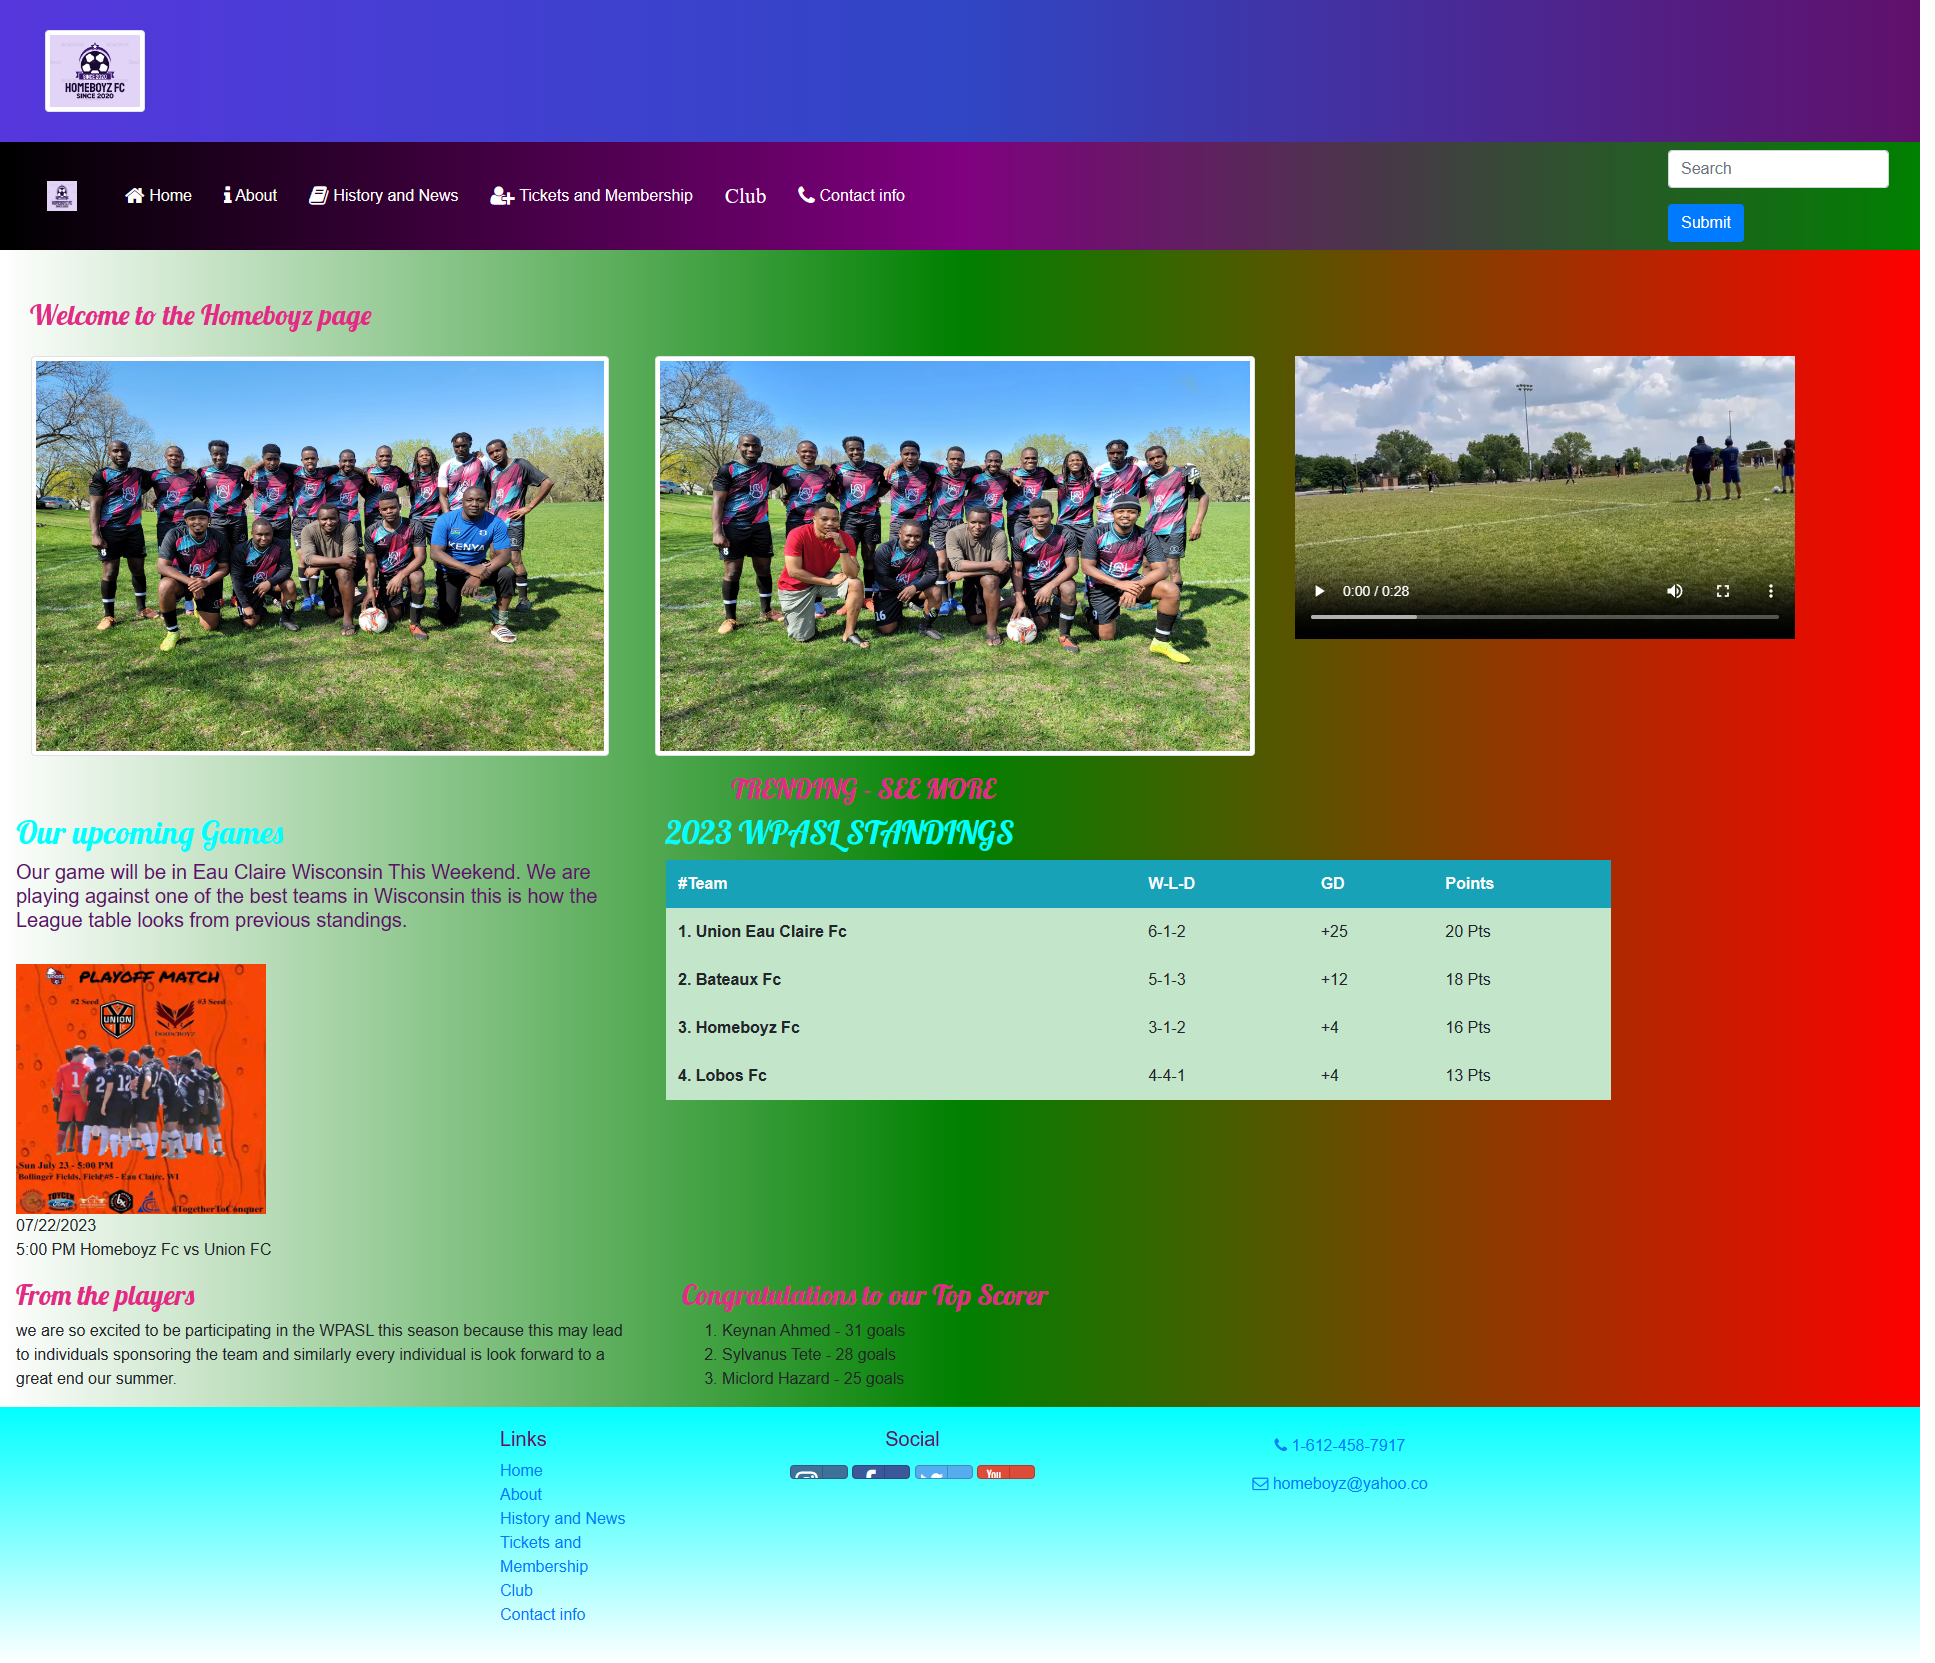 SINCE 2020
HOMEBOYZ FC
SINCE 2020
Home
About
History and News
Tickets and Membership
Club
Contact info
Search
Submit
Welcome to the Homeboyz page
KENYA
16
0:00 / 0:28
TRENDING - SEE MORE
Our upcoming Games
Our game will be in Eau Claire Wisconsin This Weekend. We are
playing against one of the best teams in Wisconsin this is how the
League table looks from previous standings.
PLAYOFF MATCH
#2 Seed
#3 Seed
UNION
1
2
12
Sun July 23 - 5:00 PM
Bollinger Fields, Field #5 - Eau Claire, WI
#TogetherToConquer
07/22/2023
5:00 PM Homeboyz Fc vs Union FC
2023 WPASL STANDINGS
#Team W-L-D GD Points
1. Union Eau Claire Fc 6-1-2 +25 20 Pts
2. Bateaux Fc 5-1-3 +12 18 Pts
3. Homeboyz Fc 3-1-2 +4 16 Pts
4. Lobos Fc 4-4-1 +4 13 Pts
From the players
we are so excited to be participating in the WPASL this season because this may lead
to individuals sponsoring the team and similarly every individual is look forward to a
great end our summer.
Congratulations to our Top Scorer
1. Keynan Ahmed - 31 goals
2. Sylvanus Tete - 28 goals
3. Miclord Hazard - 25 goals
Links
Home
About
History and News
Tickets and
Membership
Club
Contact info
Social
You
1-612-458-7917
homeboyz@yahoo.co